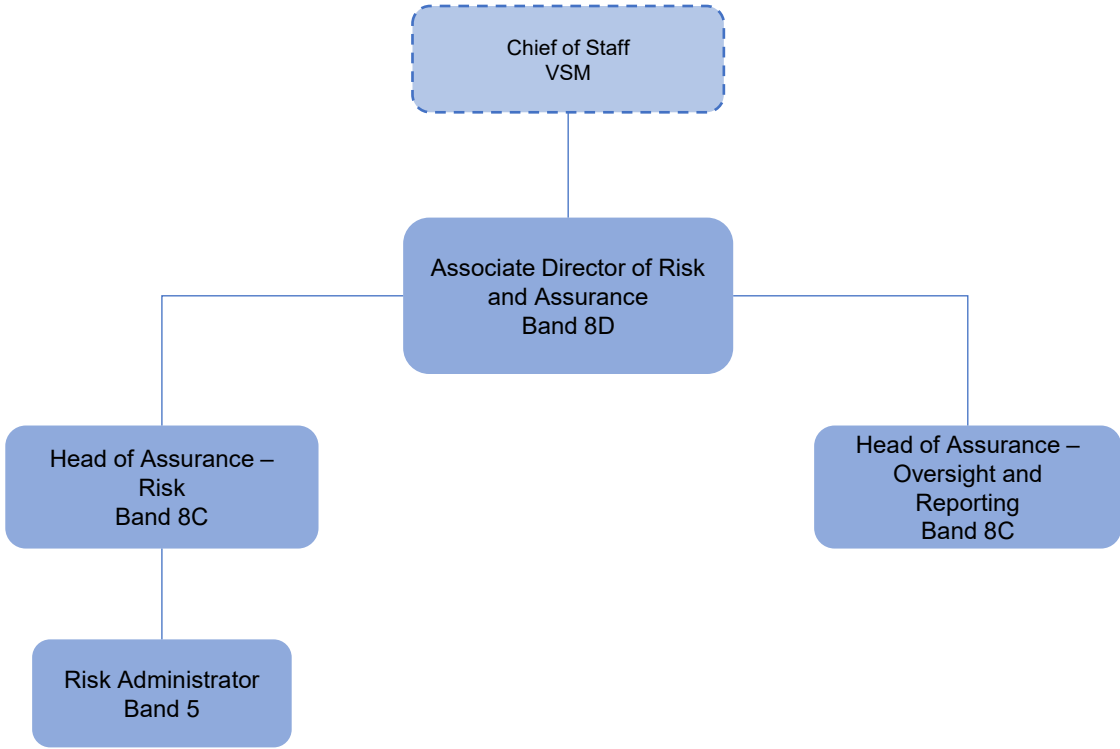 Chief of Staff
VSM
Associate Director of Risk
and Assurance
Band 8D
Head of Assurance –
Risk
Band 8C
Head of Assurance –
Oversight and
Reporting
Band 8C
Risk Administrator
Band 5